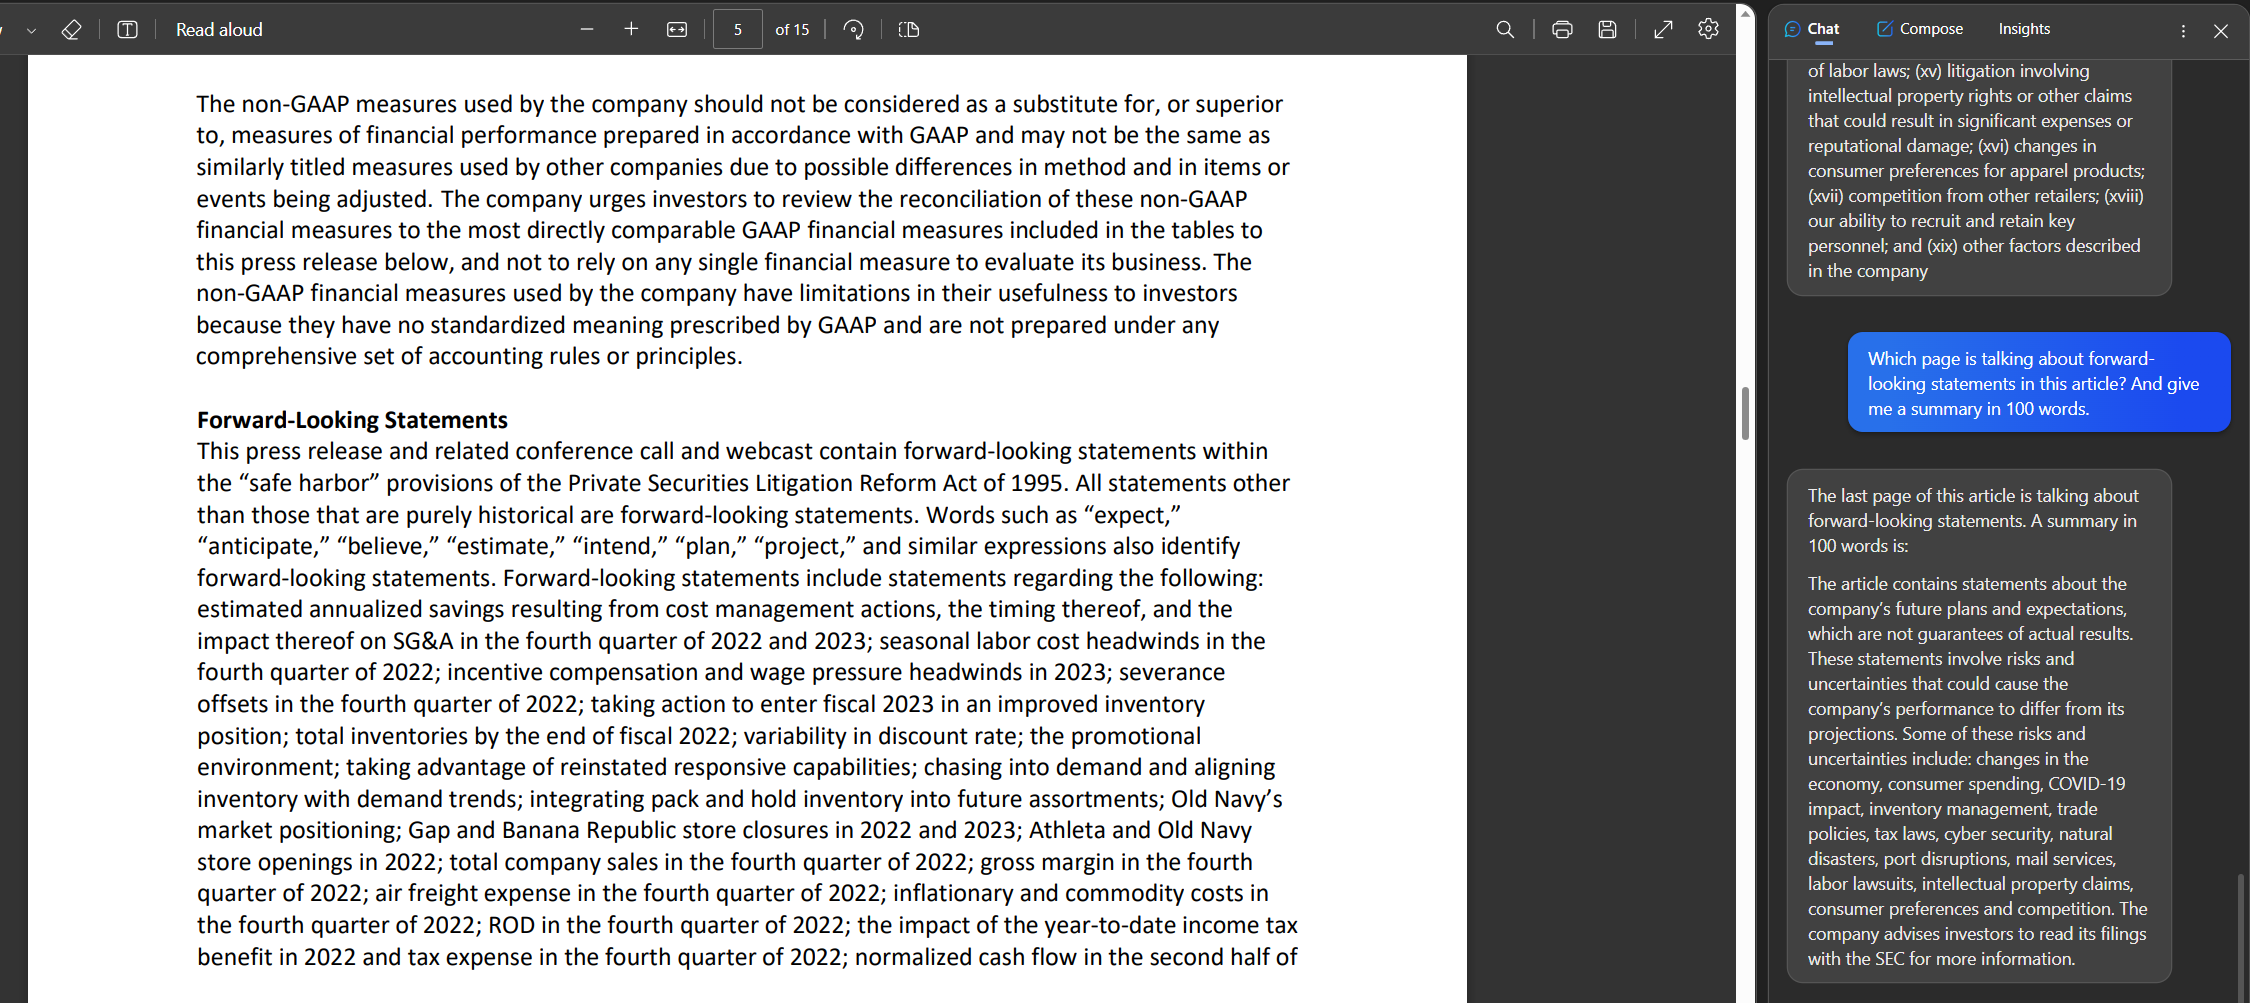 Read aloud
5 of 15
Chat Compose Insights
The non-GAAP measures used by the company should not be considered as a substitute for, or superior
to, measures of financial performance prepared in accordance with GAAP and may not be the same as
similarly titled measures used by other companies due to possible differences in method and in items or
events being adjusted. The company urges investors to review the reconciliation of these non-GAAP
financial measures to the most directly comparable GAAP financial measures included in the tables to
this press release below, and not to rely on any single financial measure to evaluate its business. The
non-GAAP financial measures used by the company have limitations in their usefulness to investors
because they have no standardized meaning prescribed by GAAP and are not prepared under any
comprehensive set of accounting rules or principles.
Forward-Looking Statements
This press release and related conference call and webcast contain forward-looking statements within
the “safe harbor” provisions of the Private Securities Litigation Reform Act of 1995. All statements other
than those that are purely historical are forward-looking statements. Words such as “expect,”
“anticipate,” “believe,” “estimate,” “intend,” “plan,” “project,” and similar expressions also identify
forward-looking statements. Forward-looking statements include statements regarding the following:
estimated annualized savings resulting from cost management actions, the timing thereof, and the
impact thereof on SG&A in the fourth quarter of 2022 and 2023; seasonal labor cost headwinds in the
fourth quarter of 2022; incentive compensation and wage pressure headwinds in 2023; severance
offsets in the fourth quarter of 2022; taking action to enter fiscal 2023 in an improved inventory
position; total inventories by the end of fiscal 2022; variability in discount rate; the promotional
environment; taking advantage of reinstated responsive capabilities; chasing into demand and aligning
inventory with demand trends; integrating pack and hold inventory into future assortments; Old Navy’s
market positioning; Gap and Banana Republic store closures in 2022 and 2023; Athleta and Old Navy
store openings in 2022; total company sales in the fourth quarter of 2022; gross margin in the fourth
quarter of 2022; air freight expense in the fourth quarter of 2022; inflationary and commodity costs in
the fourth quarter of 2022; ROD in the fourth quarter of 2022; the impact of the year-to-date income tax
benefit in 2022 and tax expense in the fourth quarter of 2022; normalized cash flow in the second half of
of labor laws; (xv) litigation involving
intellectual property rights or other claims
that could result in significant expenses or
reputational damage; (xvi) changes in
consumer preferences for apparel products;
(xvii) competition from other retailers; (xviii)
our ability to recruit and retain key
personnel; and (xix) other factors described
in the company
Which page is talking about forward-
looking statements in this article? And give
me a summary in 100 words.
The last page of this article is talking about
forward-looking statements. A summary in
100 words is:
The article contains statements about the
company’s future plans and expectations,
which are not guarantees of actual results.
These statements involve risks and
uncertainties that could cause the
company’s performance to differ from its
projections. Some of these risks and
uncertainties include: changes in the
economy, consumer spending, COVID-19
impact, inventory management, trade
policies, tax laws, cyber security, natural
disasters, port disruptions, mail services,
labor lawsuits, intellectual property claims,
consumer preferences and competition. The
company advises investors to read its filings
with the SEC for more information.